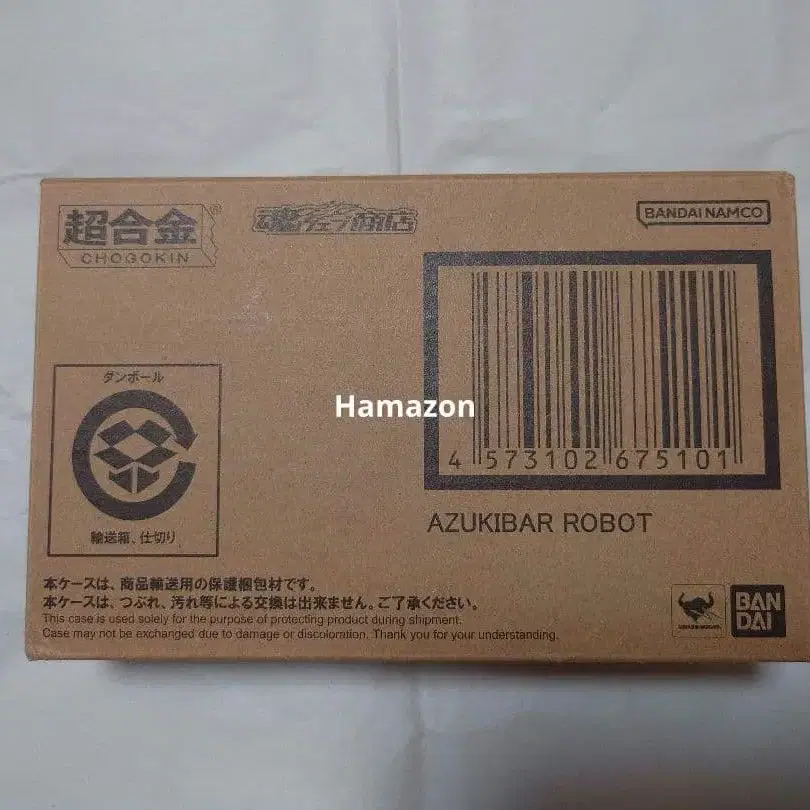 超合金®
CHOGOKIN
魂ウェブ商店
BANDAI NAMCO
4 573102 675101
AZUKIBAR ROBOT
ダンボール
輸送箱、仕切り
Hamazon
本ケースは、商品輸送用の保護梱包材です。
本ケースは、つぶれ、汚れ等による交換は出来ません。ご了承ください。
This case is used solely for the purpose of protecting product during shipment.
Case may not be exchanged due to damage or discoloration. Thank you for your understanding.
BAN
DAI